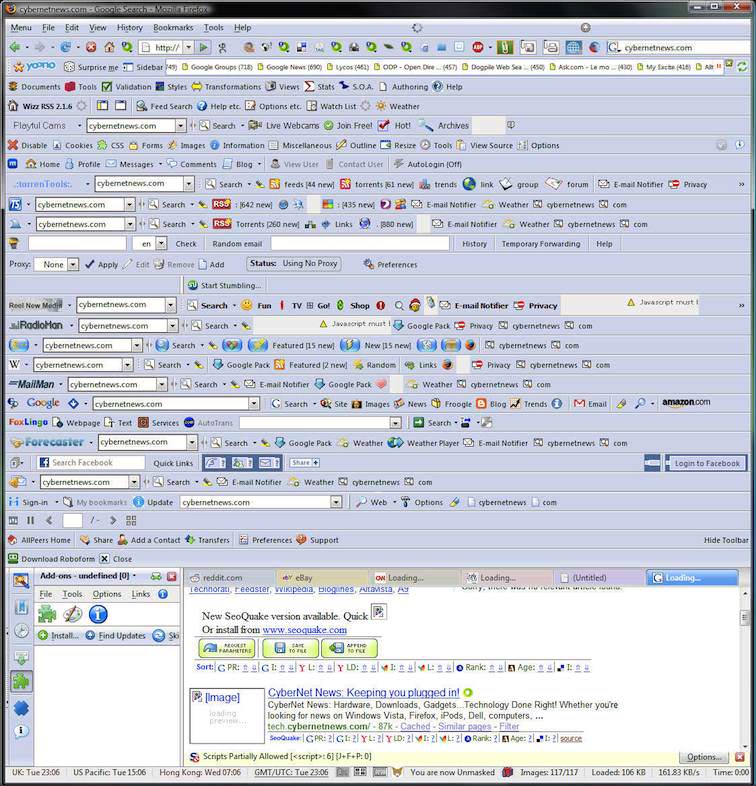 cybernetnews.com - Google Search - Mozilla Firefox
Menu File Edit View History Bookmarks Tools Help
http:// cybernetnews.com
Surprise me Sidebar (749) Google Groups (718) Google News (690) Lycos (461) ODP - Open Dire... (457) Dogpile Web Sea... (450) Ask.com - Le mo... (177) My Excite (416)
Documents Tools Validation Styles Transformations Views Stats S.O.A. Authoring Help
Wizz RSS 2.1.6 Feed Search Help etc. Options etc. Watch List Weather
Playful Cams cybernetnews.com Search Live Webcams Join Free! Hot! Archives
Disable Cookies CSS Forms Images Information Miscellaneous Outline Resize Tools View Source Options
Home Profile Messages Comments Blog View User Contact User AutoLogin (Off)
.:torrenTools:. cybernetnews.com Search feeds [44 new] torrents [61 new] trends link group forum E-mail Notifier Privacy
75 cybernetnews.com Search RSS : [642 new] : [435 new] E-mail Notifier Weather cybernetnews com
cybernetnews.com Search RSS Torrents [260 new] Links : [880 new] E-mail Notifier Weather cybernetnews com
en Check Random email History Temporary Forwarding Help
Proxy: None Apply Edit Remove Add Status: Using No Proxy Preferences
Start Stumbling...
Reel New Media cybernetnews.com Search Fun TV Go! Shop E-mail Notifier Privacy Javascript must b
RadioMan cybernetnews.com Search Javascript must b Google Pack Privacy cybernetnews com
cybernetnews.com Search Featured [15 new] New [15 new] cybernetnews com
W cybernetnews.com Search Google Pack Featured [2 new] Random Links Privacy cybernetnews com
MailMan cybernetnews.com Search E-mail Notifier Google Pack Weather cybernetnews com
Google cybernetnews.com Search Site Images News Froogle Blog Trends Gmail amazon.com
FoxLingo Webpage Text Services AutoTrans Search
Forecaster cybernetnews.com Search Google Pack Weather Weather Player E-mail Notifier cybernetnews com
Search Facebook Quick Links Share + Login to Facebook
cybernetnews.com Search E-mail Notifier Weather cybernetnews com
Sign-in My bookmarks Update cybernetnews.com Web Options cybernetnews com
/ -
AllPeers Home Share Add a Contact Transfers Preferences Support Hide Toolbar
Download Roboform Close
Add-ons - undefined [0] reddit.com eBay Loading... Loading... (Untitled) Loading...
File Tools Options Links
Technorati, Feedster, Wikipedia, Bloglines, Altavista, A9 Sorry, there was no relevant article found.
New SeoQuake version available. Quick
Install... Find Updates Ski
Or install from www.seoquake.com
REQUEST PARAMETERS SAVE TO FILE APPEND TO FILE
Sort: PR: I: L: LD: I: L: Rank: Age: I:
[Image] CyberNet News: Keeping you plugged in!
loading preview... CyberNet News: Hardware, Downloads, Gadgets...Technology Done Right! Whether you're
looking for news on Windows Vista, Firefox, iPods, Dell, computers, ...
tech.cybernetnews.com/ - 87k - Cached - Similar pages - Filter
SeoQuake: PR: ? I: ? L: ? LD: ? I: ? L: ? Rank: ? Age: ? I: ? source
Scripts Partially Allowed [<script>: 6] [J+F+P: 0] Options...
UK: Tue 23:06 US Pacific: Tue 15:06 Hong Kong: Wed 07:06 GMT/UTC: Tue 23:06 You are now Unmasked Images: 117/117 Loaded: 106 KB 161.83 KB/s Time: 0:00